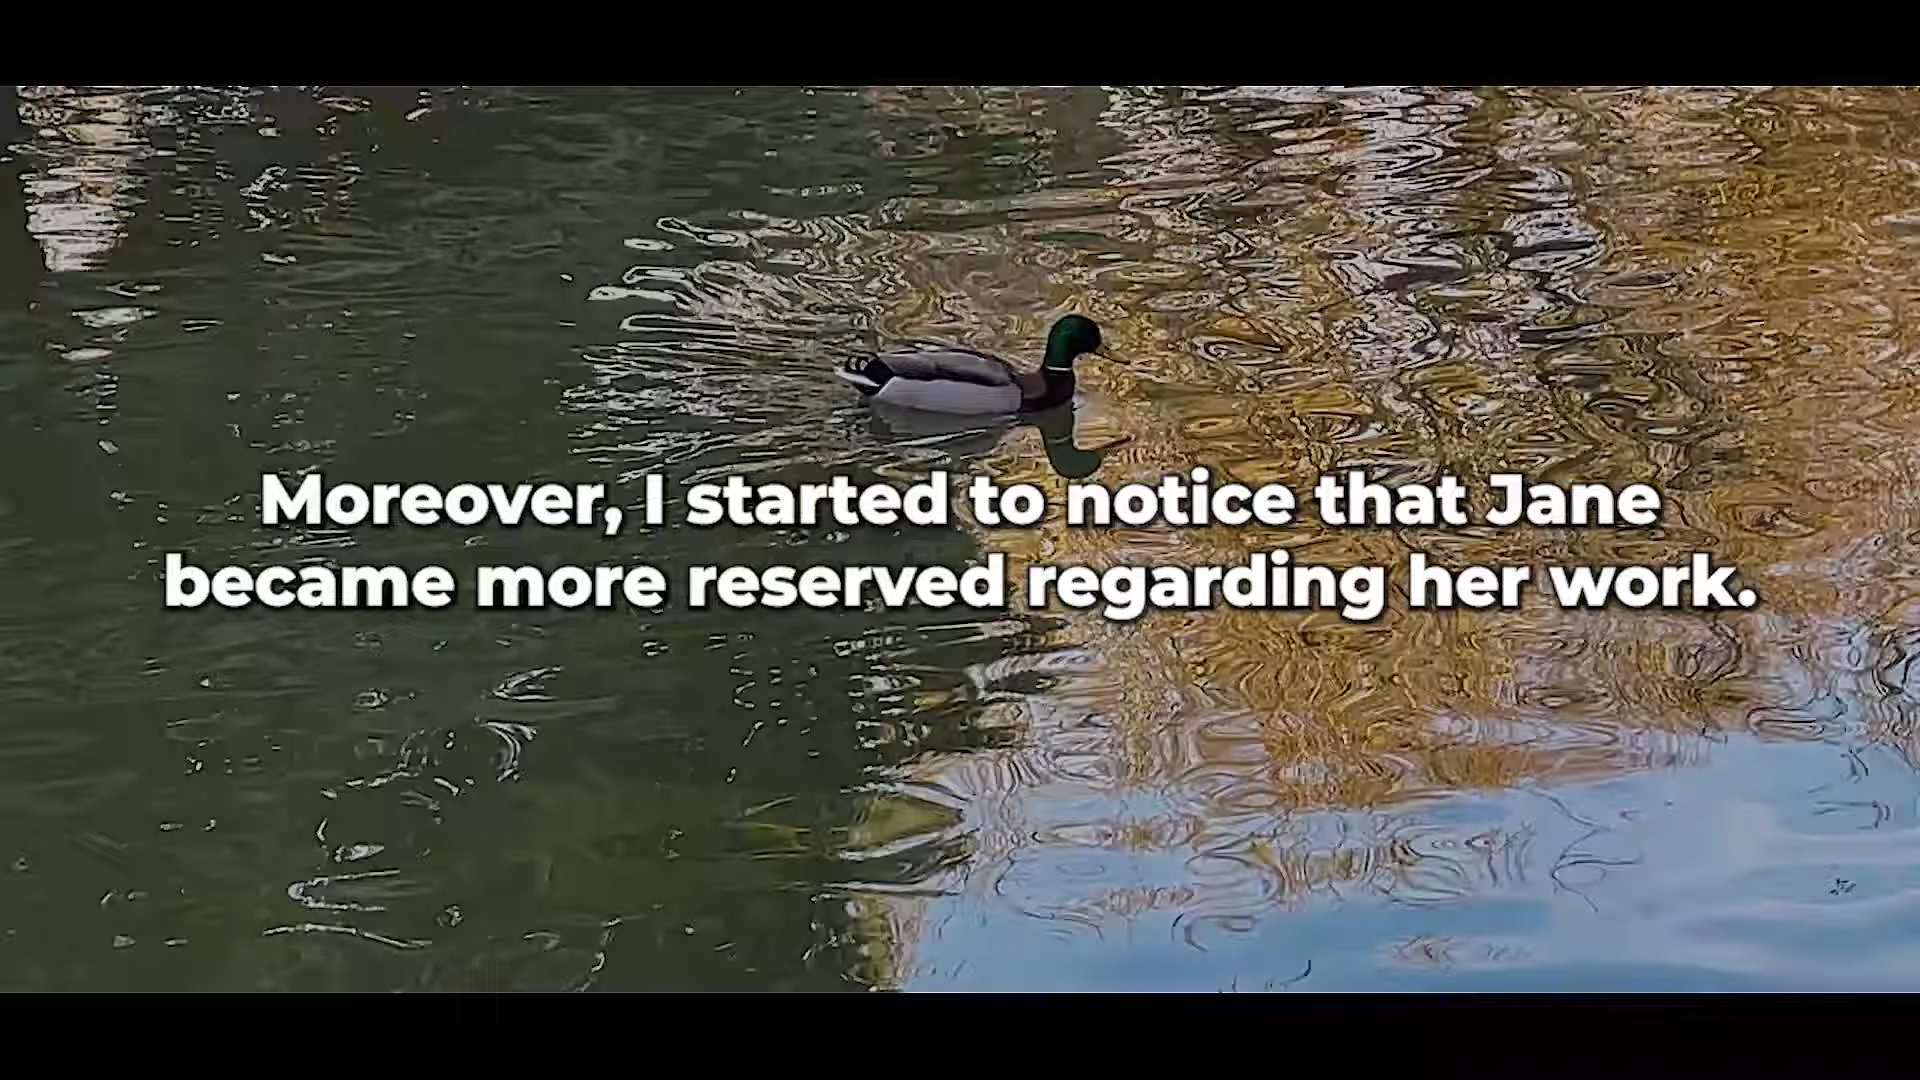 Moreover, I started to notice that Jane
became more reserved regarding her work.